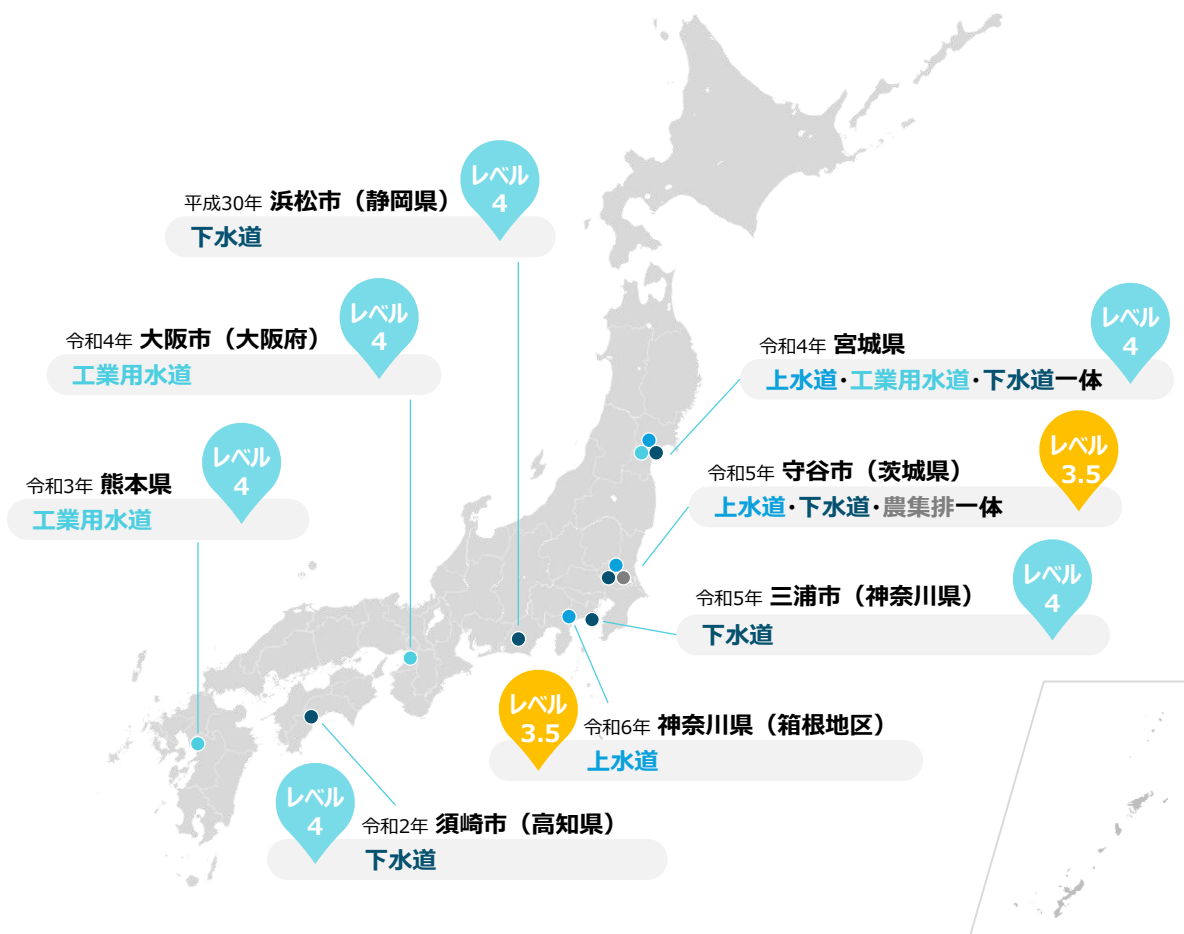 平成30年 浜松市（静岡県）
レベル
4
下水道
令和4年 大阪市（大阪府）
レベル
4
工業用水道
令和3年 熊本県
レベル
4
工業用水道
令和4年 宮城県
レベル
4
上水道・工業用水道・下水道一体
令和5年 守谷市（茨城県）
レベル
3.5
上水道・下水道・農集排一体
令和5年 三浦市（神奈川県）
レベル
4
下水道
レベル
3.5
令和6年 神奈川県（箱根地区）
上水道
レベル
4
令和2年 須崎市（高知県）
下水道